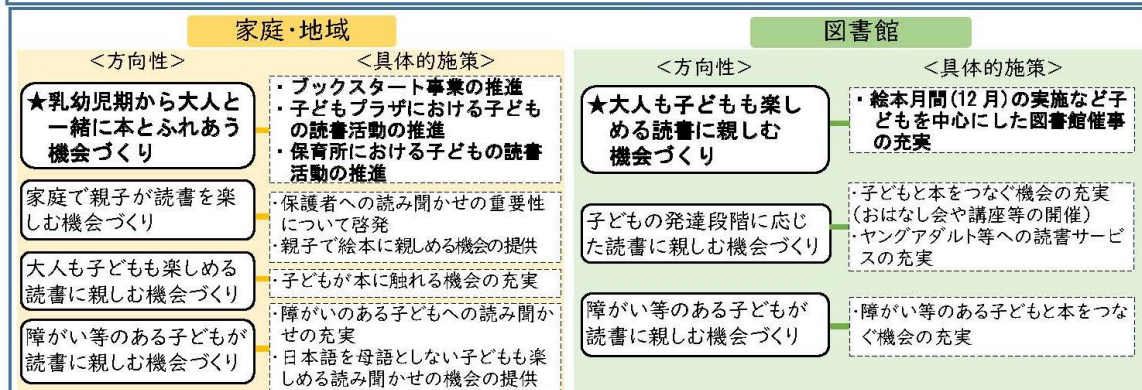 家庭・地域
<方向性>
<具体的施策>
★乳幼児期から大人と
一緒に本とふれあう
機会づくり
・ブックスタート事業の推進
・子どもプラザにおける子ども
の読書活動の推進
・保育所における子どもの読書
活動の推進
家庭で親子が読書を楽
しむ機会づくり
・保護者への読み聞かせの重要性
について啓発
・親子で絵本に親しめる機会の提供
大人も子どもも楽しめる
読書に親しむ機会づくり
・子どもが本に触れる機会の充実
障がい等のある子どもが
読書に親しむ機会づくり
・障がいのある子どもへの読み聞か
せの充実
・日本語を母語としない子どもも楽
しめる読み聞かせの機会の提供
図書館
<方向性>
<具体的施策>
★大人も子どもも楽し
める読書に親しむ
機会づくり
・絵本月間(12月)の実施など子
どもを中心にした図書館催事
の充実
子どもの発達段階に応じ
た読書に親しむ機会づくり
・子どもと本をつなぐ機会の充実
(おはなし会や講座等の開催)
・ヤングアダルト等への読書サービ
スの充実
障がい等のある子どもが
読書に親しむ機会づくり
・障がい等のある子どもと本をつな
ぐ機会の充実